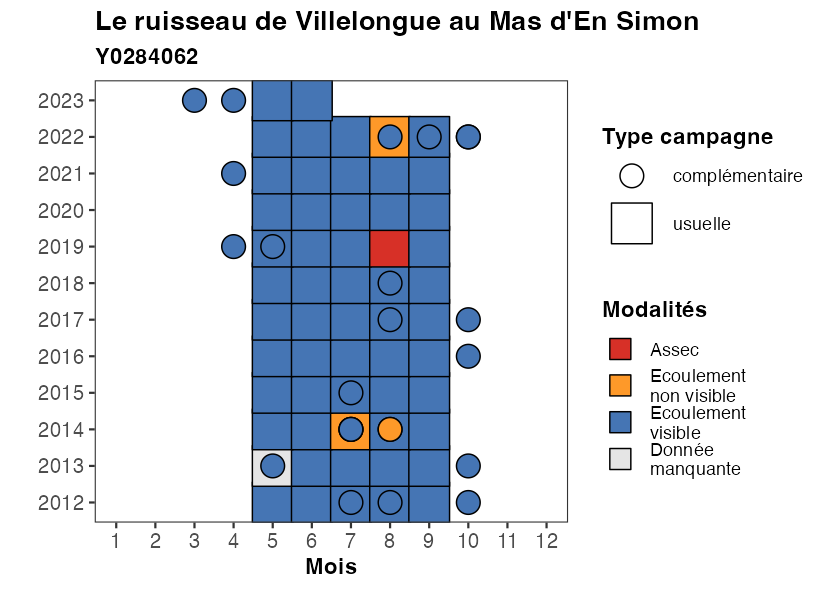 Le ruisseau de Villelongue au Mas d'En Simon
Y0284062
2023
2022
2021
2020
2019
2018
2017
2016
2015
2014
2013
2012
1 2 3 4 5 6 7 8 9 10 11 12
Mois
Type campagne
complémentaire
usuelle
Modalités
Assec
Ecoulement
non visible
Ecoulement
visible
Donnée
manquante